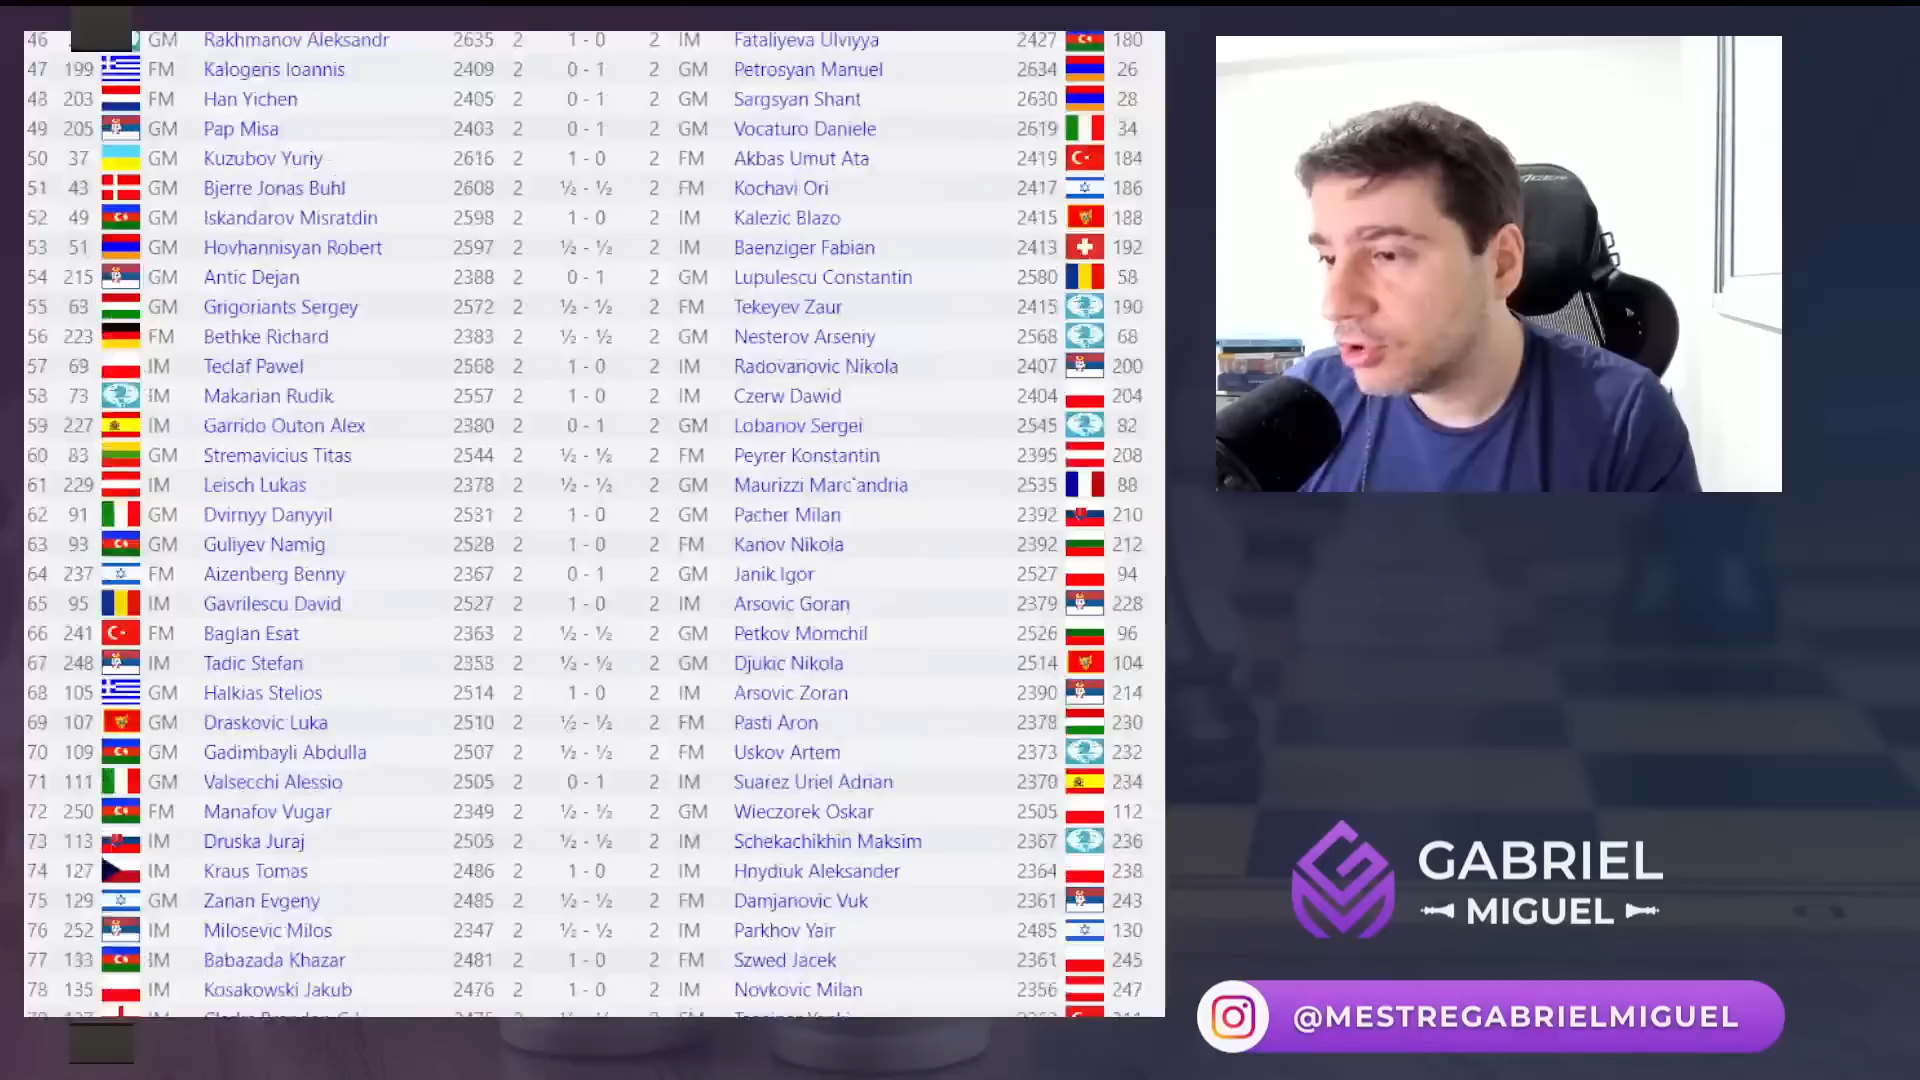 46 GM Rakhmanov Aleksandr 2635 2 1 - 0 2 IM Fataliyeva Ulviyya 2427 180
47 199 FM Kalogeris Ioannis 2409 2 0 - 1 2 GM Petrosyan Manuel 2634 26
48 203 FM Han Yichen 2405 2 0 - 1 2 GM Sargsyan Shant 2630 28
49 205 GM Pap Misa 2403 2 0 - 1 2 GM Vocaturo Daniele 2619 34
50 37 GM Kuzubov Yuriy 2616 2 1 - 0 2 FM Akbas Umut Ata 2419 184
51 43 GM Bjerre Jonas Buhl 2608 2 ½ - ½ 2 FM Kochavi Ori 2417 186
52 49 GM Iskandarov Misratdin 2598 2 1 - 0 2 IM Kalezic Blazo 2415 188
53 51 GM Hovhannisyan Robert 2597 2 ½ - ½ 2 IM Baenziger Fabian 2413 192
54 215 GM Antic Dejan 2388 2 0 - 1 2 GM Lupulescu Constantin 2580 58
55 63 GM Grigoriants Sergey 2572 2 ½ - ½ 2 FM Tekeyev Zaur 2415 190
56 223 FM Bethke Richard 2383 2 ½ - ½ 2 GM Nesterov Arseniy 2568 68
57 69 IM Teclaf Pawel 2568 2 1 - 0 2 IM Radovanovic Nikola 2407 200
58 73 IM Makarian Rudik 2557 2 1 - 0 2 IM Czerw Dawid 2404 204
59 227 IM Garrido Outon Alex 2380 2 0 - 1 2 GM Lobanov Sergei 2545 82
60 83 GM Stremavicius Titas 2544 2 ½ - ½ 2 FM Peyrer Konstantin 2395 208
61 229 IM Leisch Lukas 2378 2 ½ - ½ 2 GM Maurizzi Marc`andria 2535 88
62 91 GM Dvirnyy Danyyil 2531 2 1 - 0 2 GM Pacher Milan 2392 210
63 93 GM Guliyev Namig 2528 2 1 - 0 2 FM Kanov Nikola 2392 212
64 237 FM Aizenberg Benny 2367 2 0 - 1 2 GM Janik Igor 2527 94
65 95 IM Gavrilescu David 2527 2 1 - 0 2 IM Arsovic Goran 2379 228
66 241 FM Baglan Esat 2363 2 ½ - ½ 2 GM Petkov Momchil 2526 96
67 248 IM Tadic Stefan 2353 2 ½ - ½ 2 GM Djukic Nikola 2514 104
68 105 GM Halkias Stelios 2514 2 1 - 0 2 IM Arsovic Zoran 2390 214
69 107 GM Draskovic Luka 2510 2 ½ - ½ 2 FM Pasti Aron 2378 230
70 109 GM Gadimbayli Abdulla 2507 2 ½ - ½ 2 FM Uskov Artem 2373 232
71 111 GM Valsecchi Alessio 2505 2 0 - 1 2 IM Suarez Uriel Adrian 2370 234
72 250 FM Manafov Vugar 2349 2 ½ - ½ 2 GM Wieczorek Oskar 2505 112
73 113 IM Druska Juraj 2505 2 ½ - ½ 2 IM Schekachikhin Maksim 2367 236
74 127 IM Kraus Tomas 2486 2 1 - 0 2 IM Hnydiuk Aleksander 2364 238
75 129 GM Zanan Evgeny 2485 2 ½ - ½ 2 FM Damjanovic Vuk 2361 243
76 252 IM Milosevic Milos 2347 2 ½ - ½ 2 IM Parkhov Yair 2485 130
77 133 IM Babazada Khazar 2481 2 1 - 0 2 FM Szwed Jacek 2361 245
78 135 IM Kosakowski Jakub 2476 2 1 - 0 2 IM Novkovic Milan 2356 247
GABRIEL
MIGUEL
@MESTREGABRIELMIGUEL